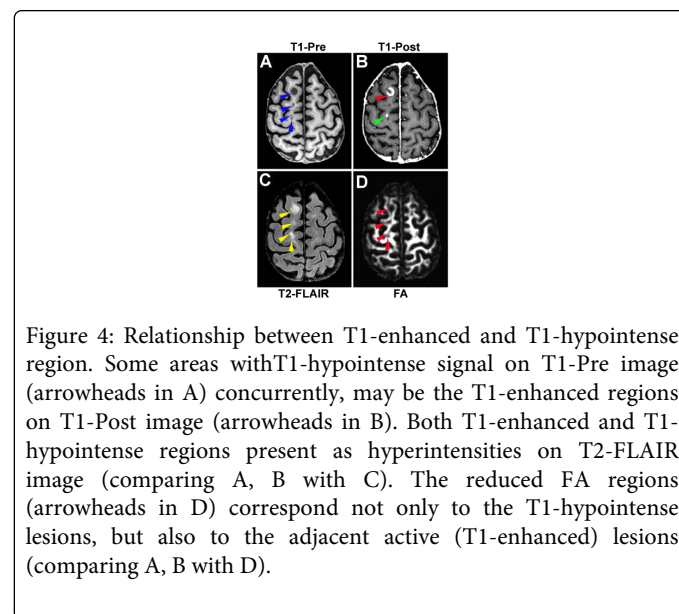 T1-Pre T1-Post
A B
C D
T2-FLAIR FA
Figure 4: Relationship between T1-enhanced and T1-hypointense
region. Some areas withT1-hypointense signal on T1-Pre image
(arrowheads in A) concurrently, may be the T1-enhanced regions
on T1-Post image (arrowheads in B). Both T1-enhanced and T1-
hypointense regions present as hyperintensities on T2-FLAIR
image (comparing A, B with C). The reduced FA regions
(arrowheads in D) correspond not only to the T1-hypointense
lesions, but also to the adjacent active (T1-enhanced) lesions
(comparing A, B with D).